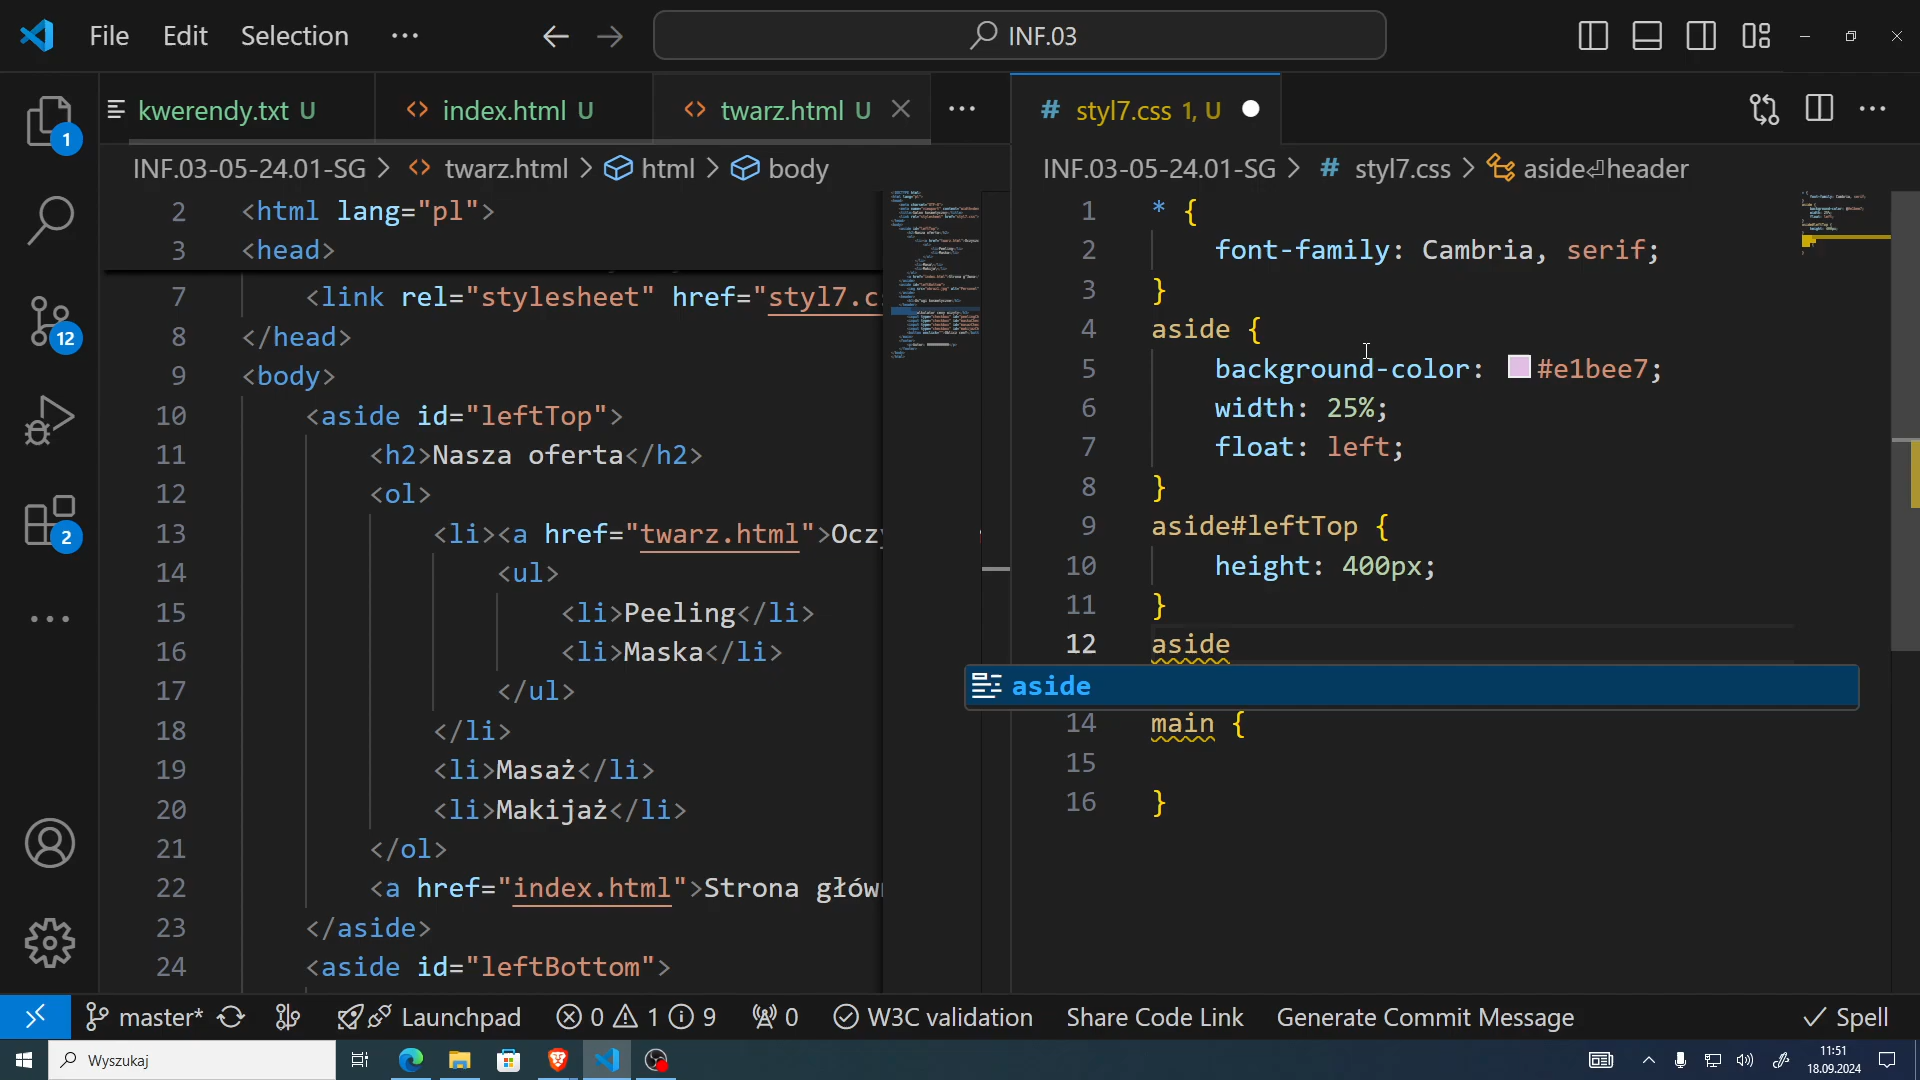 File Edit Selection ··· INF.03
kwerendy.txt U index.html U twarz.html U ···
styl7.css 1, U ···
INF.03-05-24.01-SG > twarz.html > html > body
INF.03-05-24.01-SG > styl7.css > aside⏎header
2 <html lang="pl">
3 <head>
7 <link rel="stylesheet" href="styl7.c
8 </head>
9 <body>
10 <aside id="leftTop">
11 <h2>Nasza oferta</h2>
12 <ol>
13 <li><a href="twarz.html">Oczy
14 <ul>
15 <li>Peeling</li>
16 <li>Maska</li>
17 </ul>
18 </li>
19 <li>Masaż</li>
20 <li>Makijaż</li>
21 </ol>
22 <a href="index.html">Strona głów
23 </aside>
24 <aside id="leftBottom">
1 * {
2 font-family: Cambria, serif;
3 }
4 aside {
5 background-color: #e1bee7;
6 width: 25%;
7 float: left;
8 }
9 aside#leftTop {
10 height: 400px;
11 }
12 aside
aside
14 main {
15
16 }
1
12
2
master* Launchpad 0 1 9 0 W3C validation Share Code Link Generate Commit Message Spell
Wyszukaj
11:51
18.09.2024